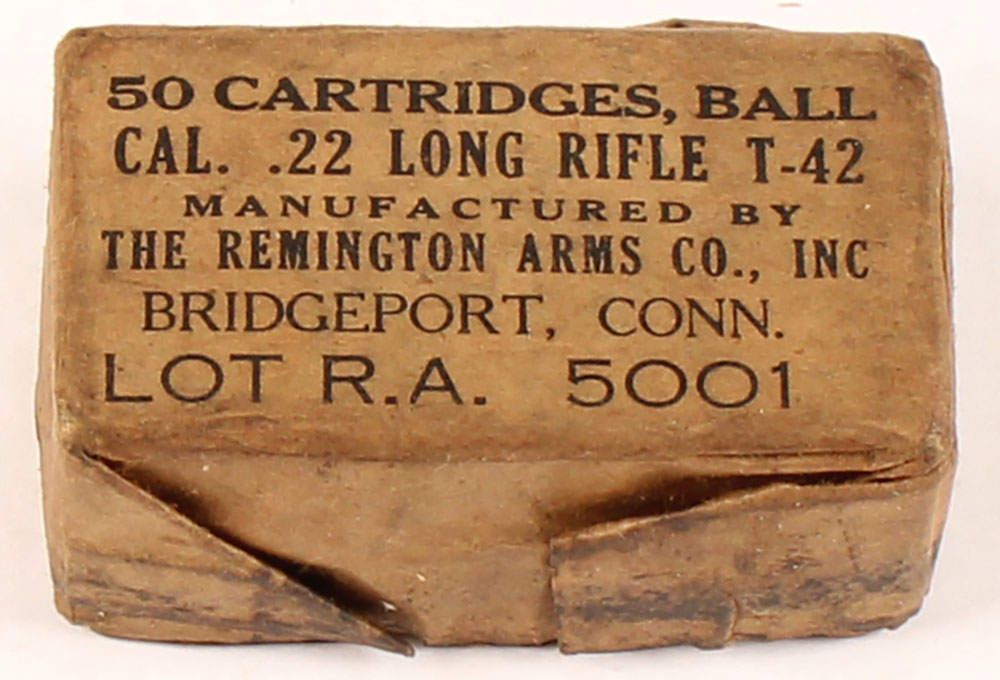 50 CARTRIDGES, BALL
CAL. .22 LONG RIFLE T-42
MANUFACTURED BY
THE REMINGTON ARMS CO., INC
BRIDGEPORT, CONN.
LOT R.A. 5001